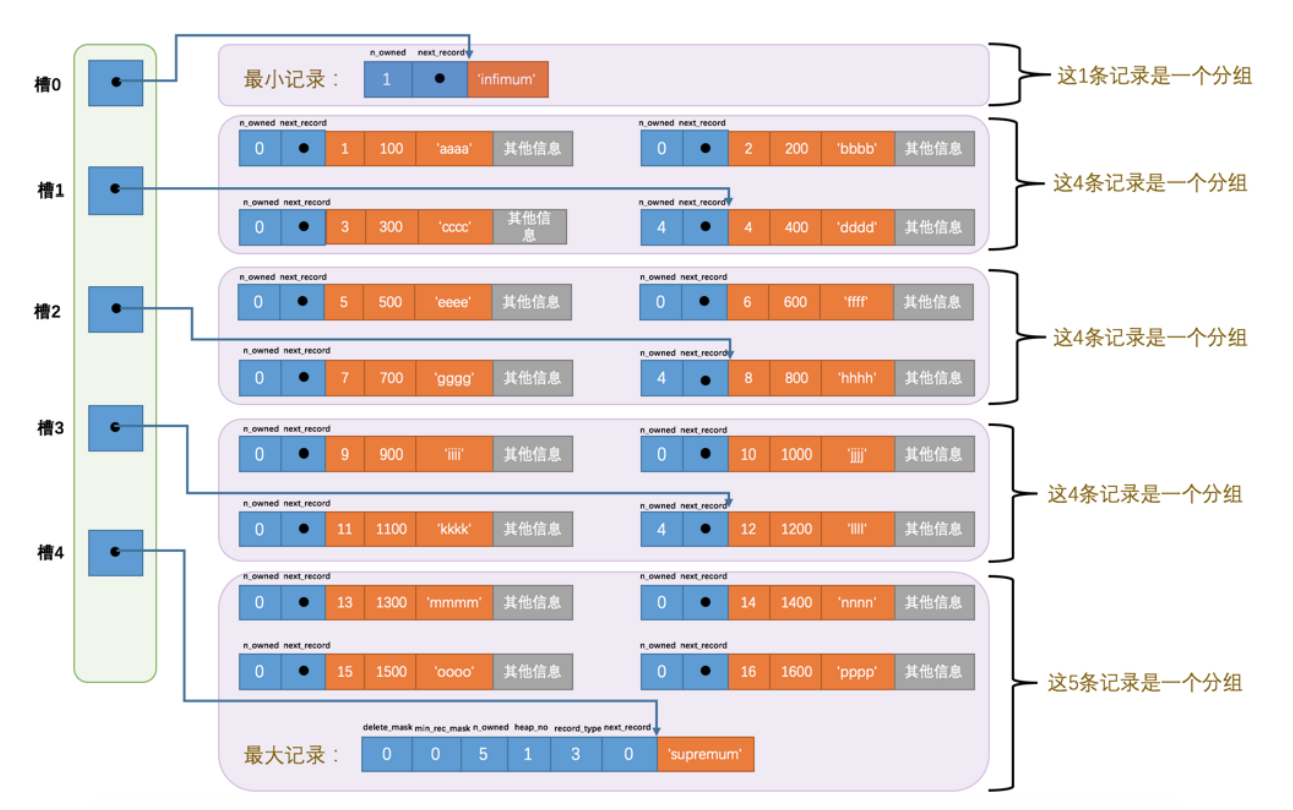 n_owned next_record
槽0
最小记录：
1
'infimum'
这1条记录是一个分组
n_owned next_record
0 1 100 'aaaa' 其他信息
n_owned next_record
0 2 200 'bbbb' 其他信息
这4条记录是一个分组
槽1
n_owned next_record
0 3 300 'cccc' 其他信
息
n_owned next_record
4 4 400 'dddd' 其他信息
n_owned next_record
0 5 500 'eeee' 其他信息
n_owned next_record
0 6 600 'ffff' 其他信息
槽2
这4条记录是一个分组
n_owned next_record
0 7 700 'gggg' 其他信息
n_owned next_record
4 8 800 'hhhh' 其他信息
槽3
n_owned next_record
0 9 900 'iiii' 其他信息
n_owned next_record
0 10 1000 'jjjj' 其他信息
这4条记录是一个分组
n_owned next_record
0 11 1100 'kkkk' 其他信息
n_owned next_record
4 12 1200 'llll' 其他信息
槽4
n_owned next_record
0 13 1300 'mmmm' 其他信息
n_owned next_record
0 14 1400 'nnnn' 其他信息
n_owned next_record
0 15 1500 'oooo' 其他信息
n_owned next_record
0 16 1600 'pppp' 其他信息
这5条记录是一个分组
delete_mask min_rec_mask n_owned heap_no record_type next_record
最大记录：
0 0 5 1 3 0 'supremum'